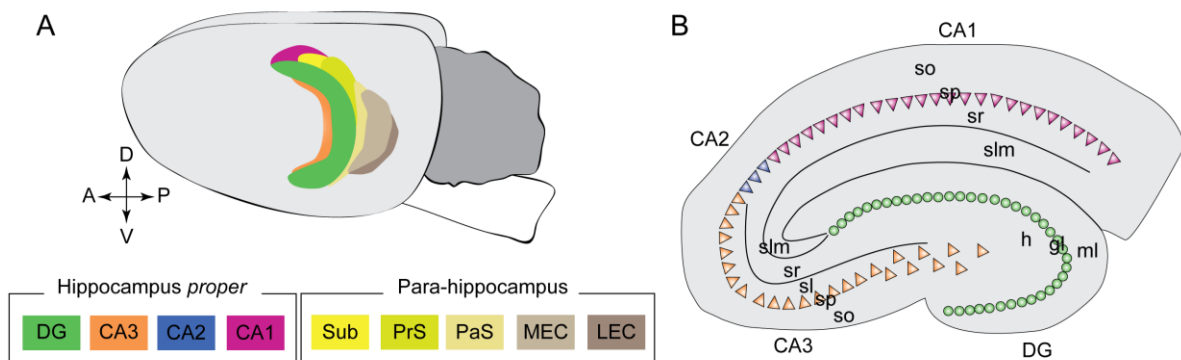 A
D
A P
V
Hippocampus proper
DG CA3 CA2 CA1
Para-hippocampus
Sub PrS PaS MEC LEC
B
CA1
so
sp
sr
CA2
slm
h gl ml
slm
sr
sl
sp
so
CA3
DG